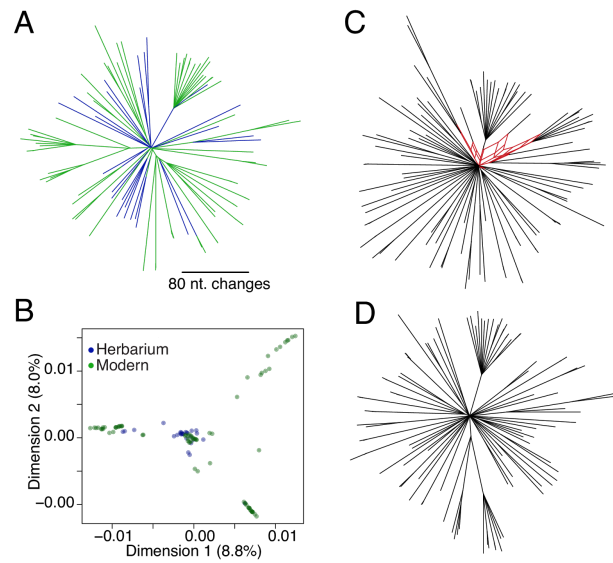 A
C
80 nt. changes
B
D
Herbarium
Modern
0.01
0.00
−0.00
Dimension 2 (8.0%)
−0.01
0.00
0.01
Dimension 1 (8.8%)